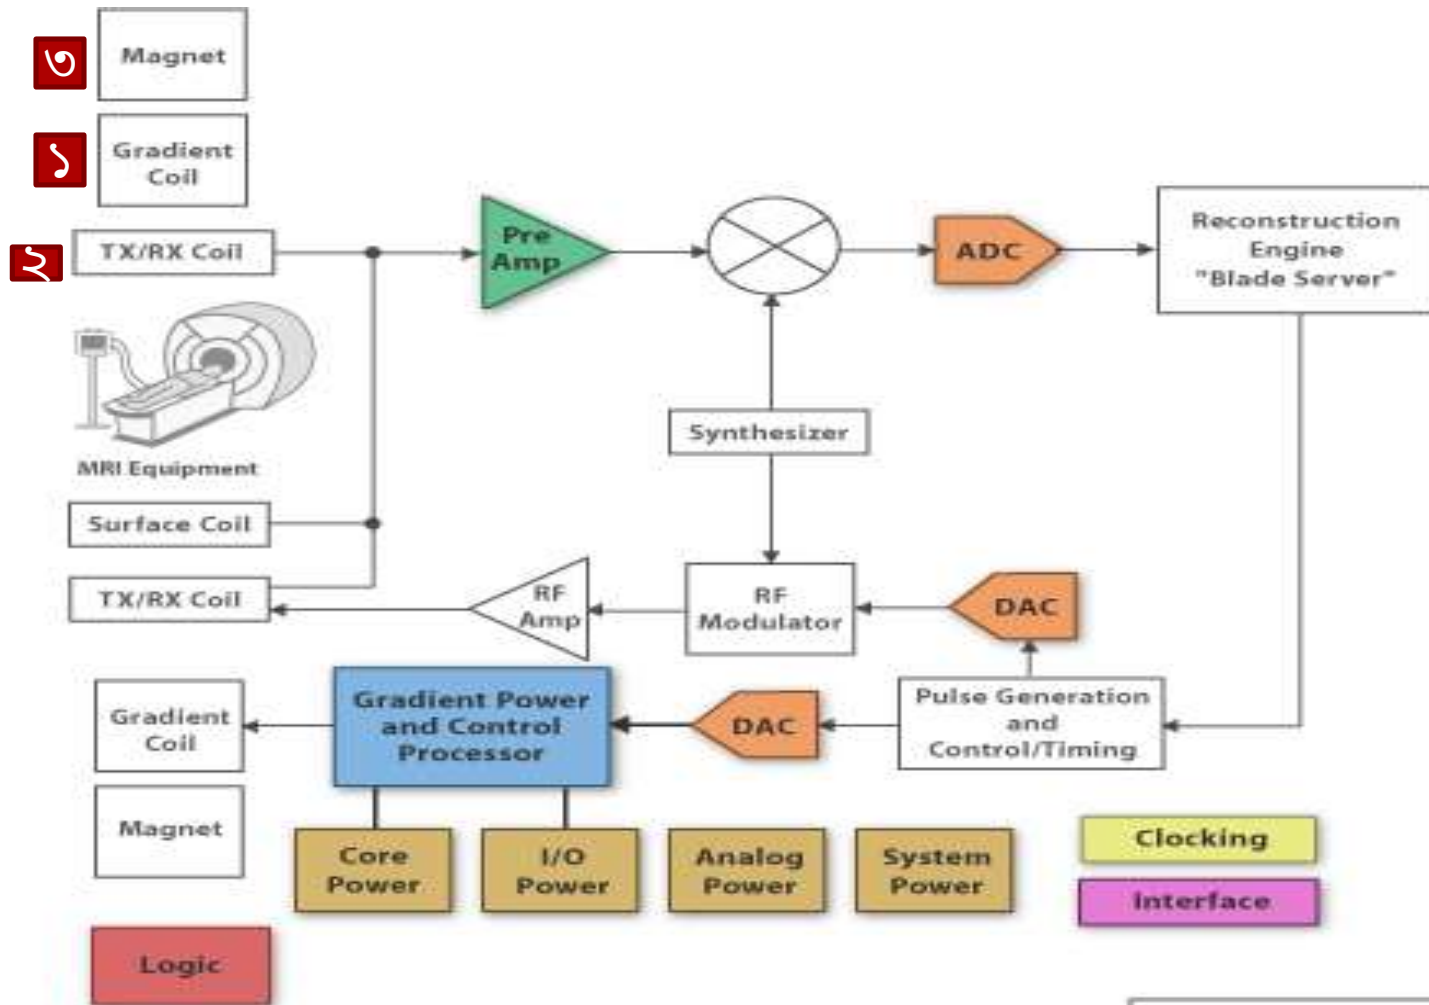 ৩
Magnet
১
Gradient
Coil
২
TX/RX Coil
Pre
Amp
ADC
Reconstruction
Engine
"Blade Server"
MRI Equipment
Synthesizer
Surface Coil
TX/RX Coil
RF
Amp
RF
Modulator
DAC
Gradient
Coil
Gradient Power
and Control
Processor
DAC
Pulse Generation
and
Control/Timing
Magnet
Core
Power
I/O
Power
Analog
Power
System
Power
Clocking
Interface
Logic